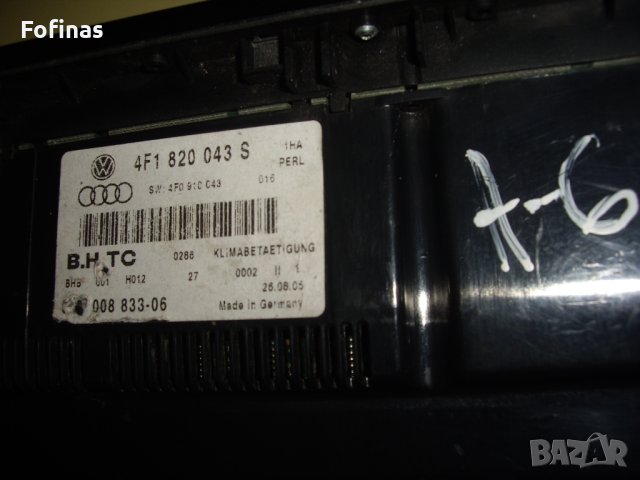 Fofinas
4F1 820 043 S
1HA
PERL
SW: 4F0 910 043
016
B.H.TC
0286
KLIMABETAETIGUNG
001
H012
27
0002
1
26.08.05
008 833-06
Made in Germany
A-6
BAZAR